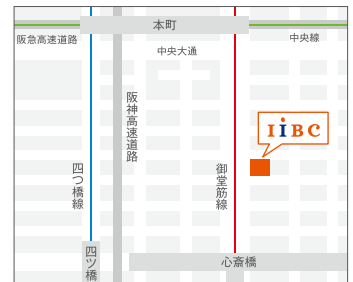 本町
阪急高速道路
中央大通
中央線
阪神高速道路
IIBC
四つ橋線
御堂筋線
四ツ橋
心斎橋